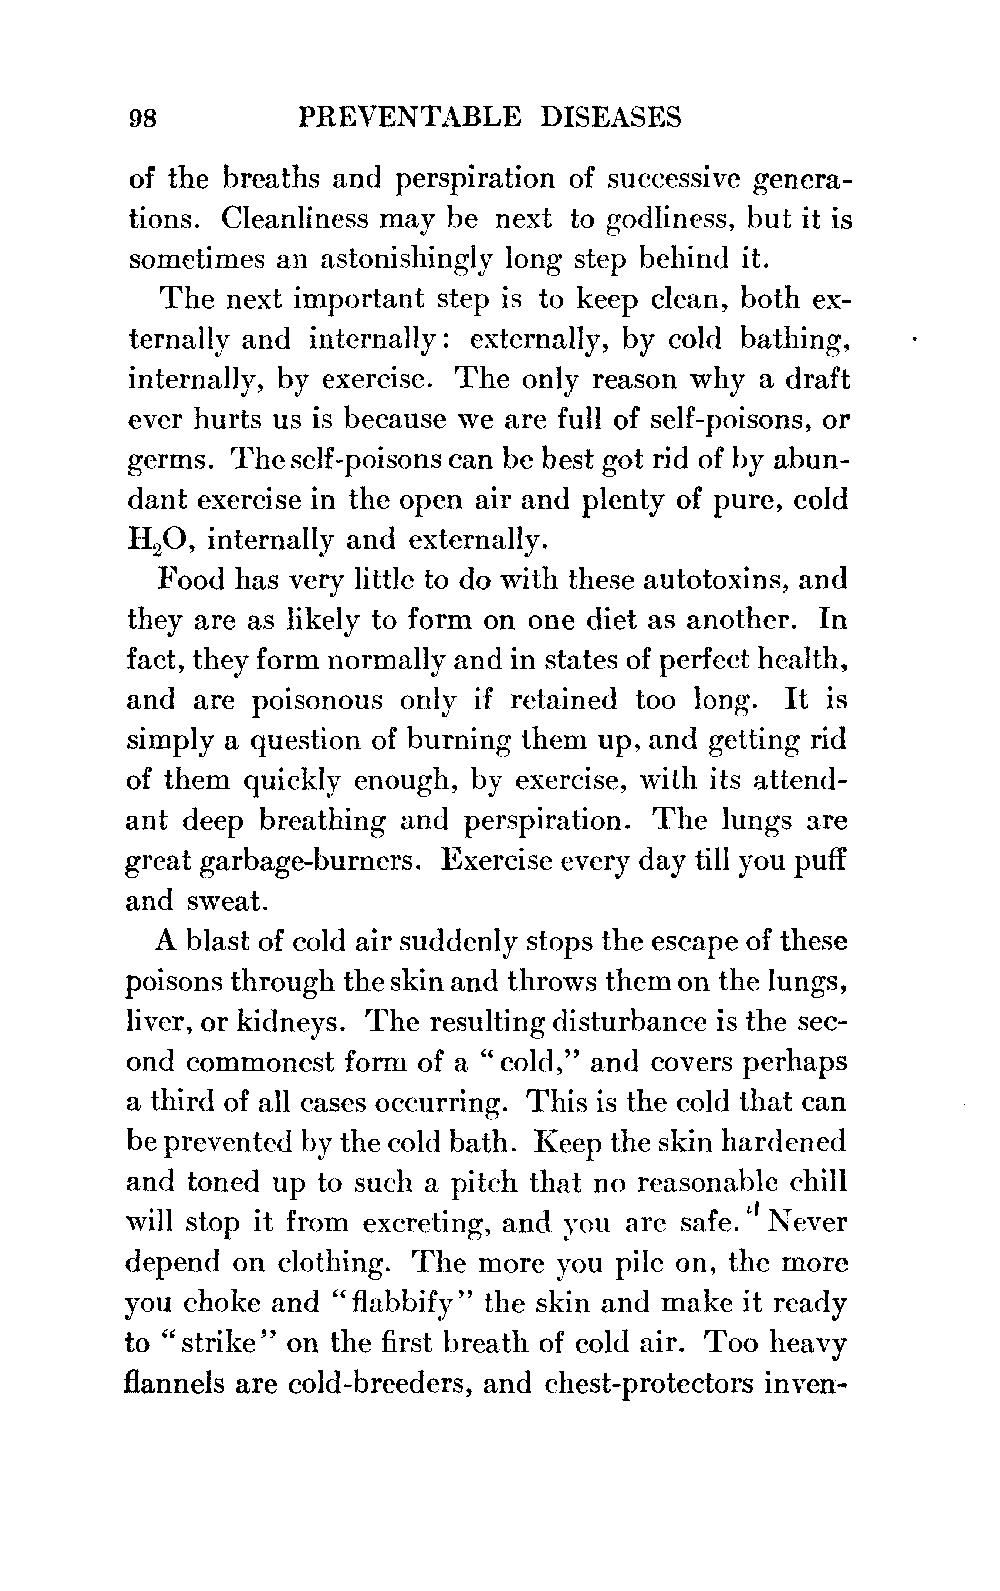 98 PREVENTABLE DISEASES
of the breaths and perspiration of successive genera-
tions. Cleanliness may be next to godliness, but it is
sometimes an astonishingly long step behind it.
The next important step is to keep clean, both ex-
ternally and internally: externally, by cold bathing,
internally, by exercise. The only reason why a draft
ever hurts us is because we are full of self-poisons, or
germs. The self-poisons can be best got rid of by abun-
dant exercise in the open air and plenty of pure, cold
H₂O, internally and externally.
Food has very little to do with these autotoxins, and
they are as likely to form on one diet as another. In
fact, they form normally and in states of perfect health,
and are poisonous only if retained too long. It is
simply a question of burning them up, and getting rid
of them quickly enough, by exercise, with its attend-
ant deep breathing and perspiration. The lungs are
great garbage-burners. Exercise every day till you puff
and sweat.
A blast of cold air suddenly stops the escape of these
poisons through the skin and throws them on the lungs,
liver, or kidneys. The resulting disturbance is the sec-
ond commonest form of a "cold," and covers perhaps
a third of all cases occurring. This is the cold that can
be prevented by the cold bath. Keep the skin hardened
and toned up to such a pitch that no reasonable chill
will stop it from excreting, and you are safe. Never
depend on clothing. The more you pile on, the more
you choke and "flabbify" the skin and make it ready
to "strike" on the first breath of cold air. Too heavy
flannels are cold-breeders, and chest-protectors inven-